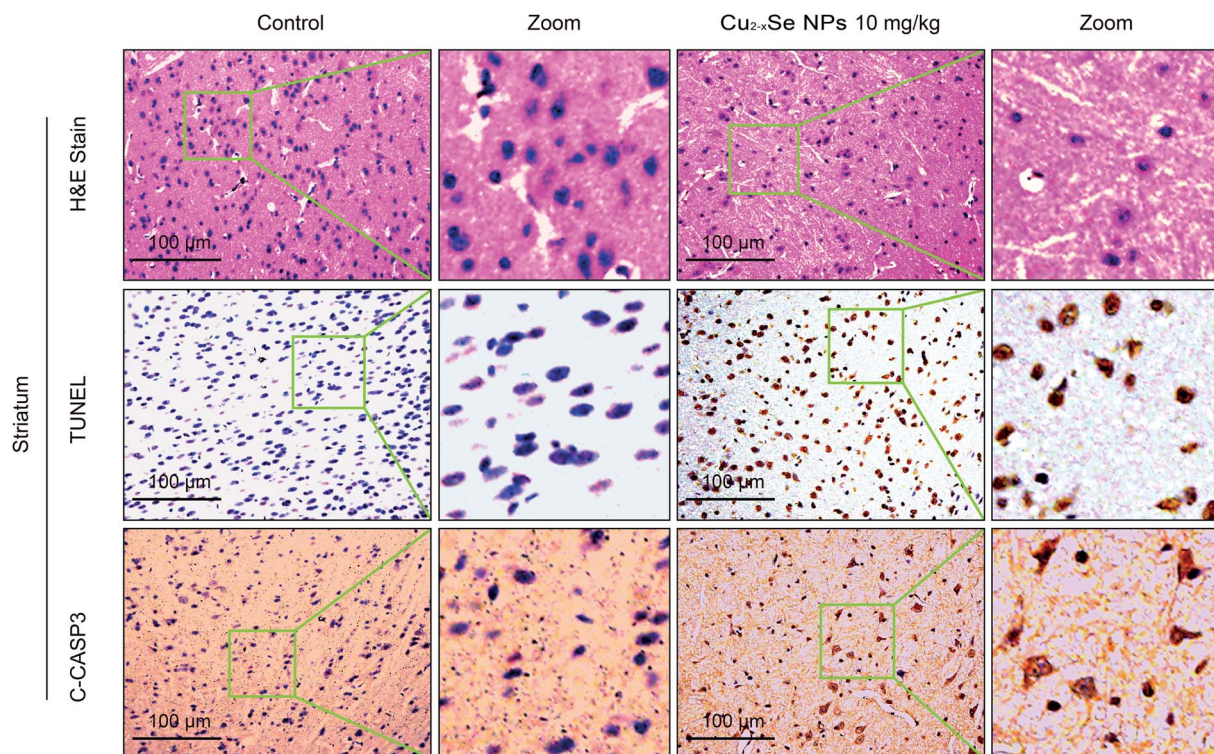 Control Zoom Cu₂₋ₓSe NPs 10 mg/kg Zoom
Striatum
H&E Stain
100 μm
100 μm
TUNEL
100 μm
100 μm
C-CASP3
100 μm
100 μm